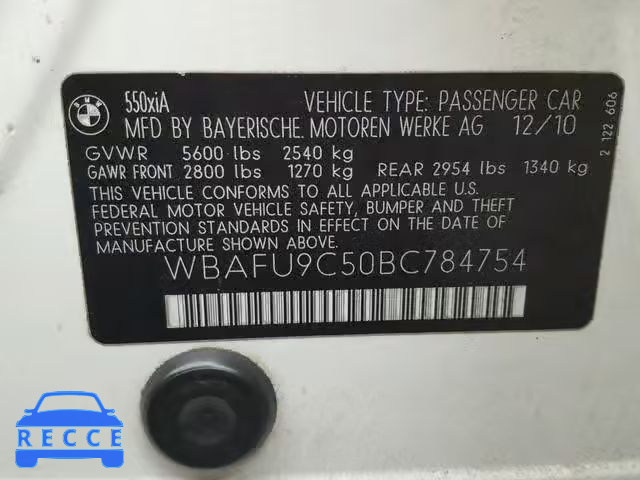 BMW
550xiA
VEHICLE TYPE: PASSENGER CAR
MFD BY BAYERISCHE MOTOREN WERKE AG 12/10
GVWR 5600 lbs 2540 kg
GAWR FRONT 2800 lbs 1270 kg REAR 2954 lbs 1340 kg
THIS VEHICLE CONFORMS TO ALL APPLICABLE U.S.
FEDERAL MOTOR VEHICLE SAFETY, BUMPER AND THEFT
PREVENTION STANDARDS IN EFFECT ON THE DATE OF
MANUFACTURE SHOWN ABOVE.
WBAFU9C50BC784754
2 122 606
RECCE